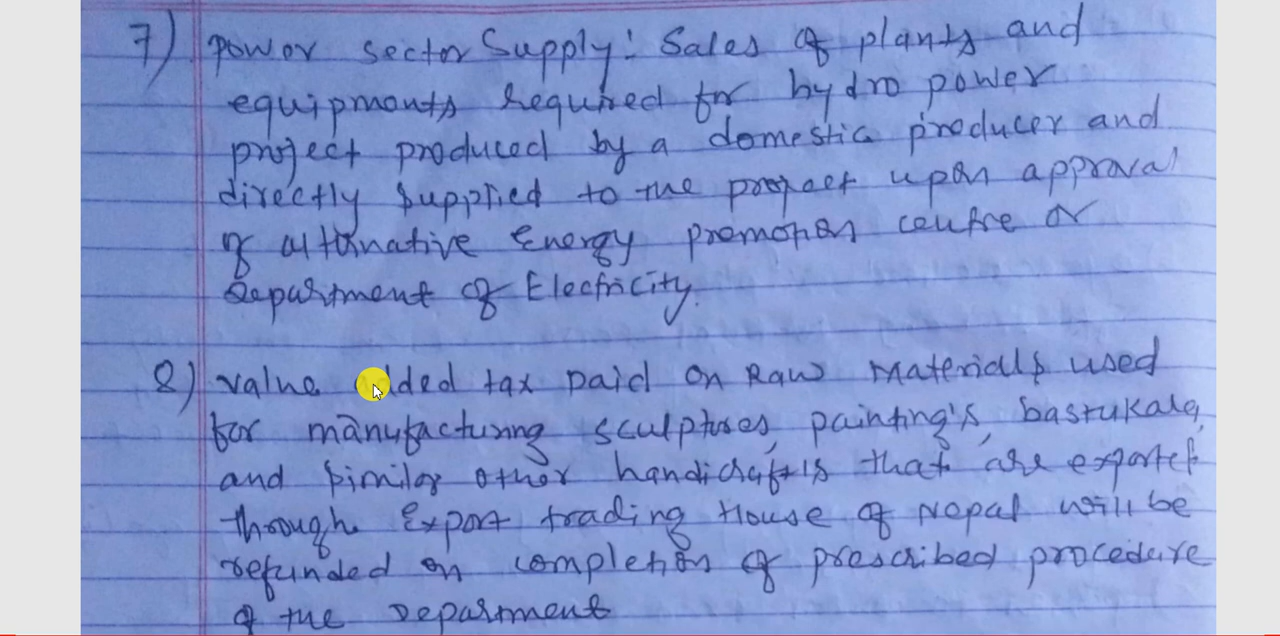 7) Power sector Supply: Sales of plants and
equipments required for hydro power
project produced by a domestic producer and
directly supplied to the project upon approval
of alternative Energy promotion centre or
Department of Electricity.
8) Value added tax paid on Raw Materials used
for manufacturing sculptures, painting's, bastukala,
and similar other handicrafts that are exported
through Export trading House of Nepal will be
refunded on completion of prescribed procedure
of the Department